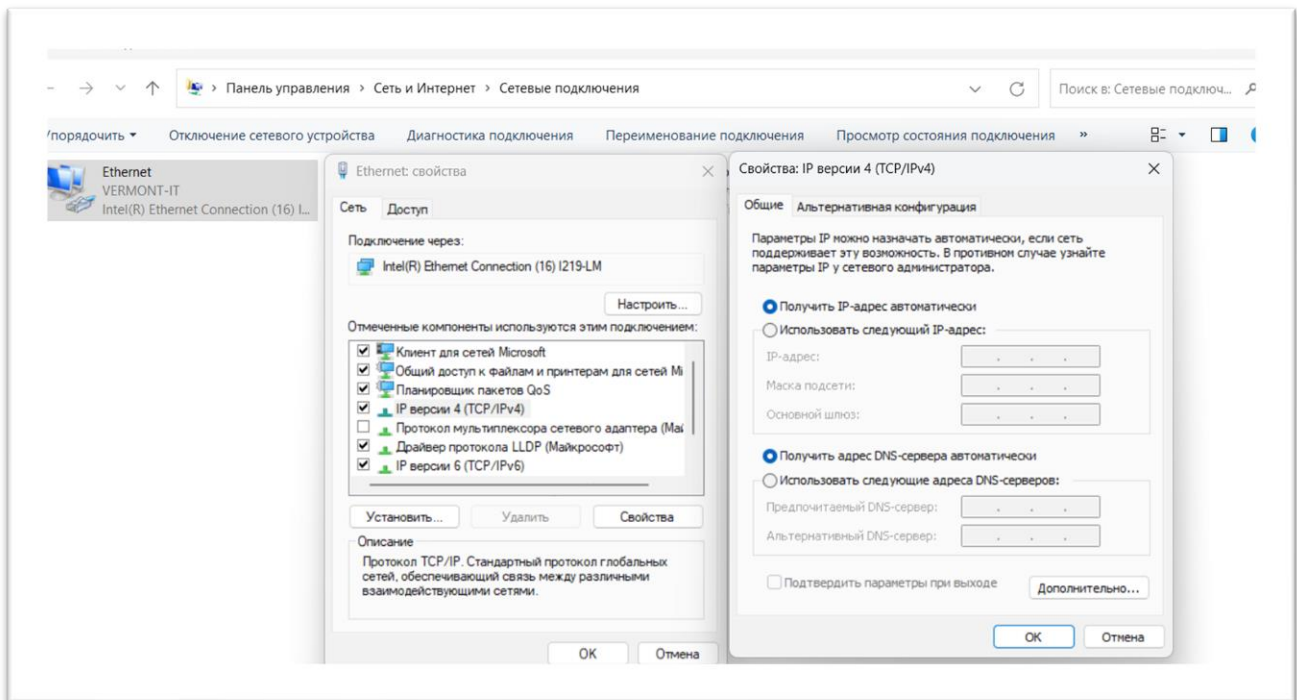 Панель управления › Сеть и Интернет › Сетевые подключения
Поиск в: Сетевые подключ...
порядочить
Отключение сетевого устройства
Диагностика подключения
Переименование подключения
Просмотр состояния подключения
»
Ethernet
VERMONT-IT
Intel(R) Ethernet Connection (16) I...
Ethernet: свойства
Сеть
Доступ
Подключение через:
Intel(R) Ethernet Connection (16) I219-LM
Настроить...
Отмеченные компоненты используются этим подключением:
Клиент для сетей Microsoft
Общий доступ к файлам и принтерам для сетей Mi
Планировщик пакетов QoS
IP версии 4 (TCP/IPv4)
Протокол мультиплексора сетевого адаптера (Май
Драйвер протокола LLDP (Майкрософт)
IP версии 6 (TCP/IPv6)
Установить...
Удалить
Свойства
Описание
Протокол TCP/IP. Стандартный протокол глобальных
сетей, обеспечивающий связь между различными
взаимодействующими сетями.
ОК
Отмена
Свойства: IP версии 4 (TCP/IPv4)
Общие
Альтернативная конфигурация
Параметры IP можно назначать автоматически, если сеть
поддерживает эту возможность. В противном случае узнайте
параметры IP у сетевого администратора.
Получить IP-адрес автоматически
Использовать следующий IP-адрес:
IP-адрес:
Маска подсети:
Основной шлюз:
Получить адрес DNS-сервера автоматически
Использовать следующие адреса DNS-серверов:
Предпочитаемый DNS-сервер:
Альтернативный DNS-сервер:
Подтвердить параметры при выходе
Дополнительно...
ОК
Отмена